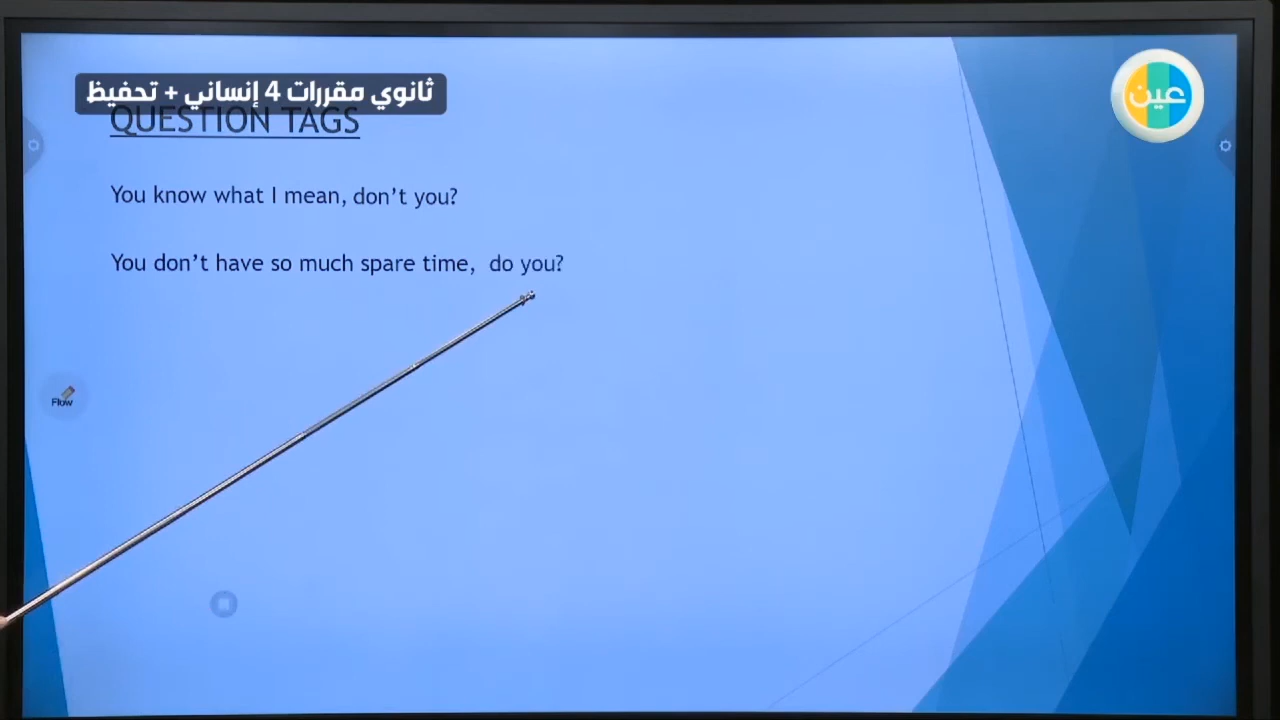 ثانوي مقررات 4 إنساني + تحفيظ
عين
QUESTION TAGS
You know what I mean, don't you?
You don't have so much spare time, do you?
Flow